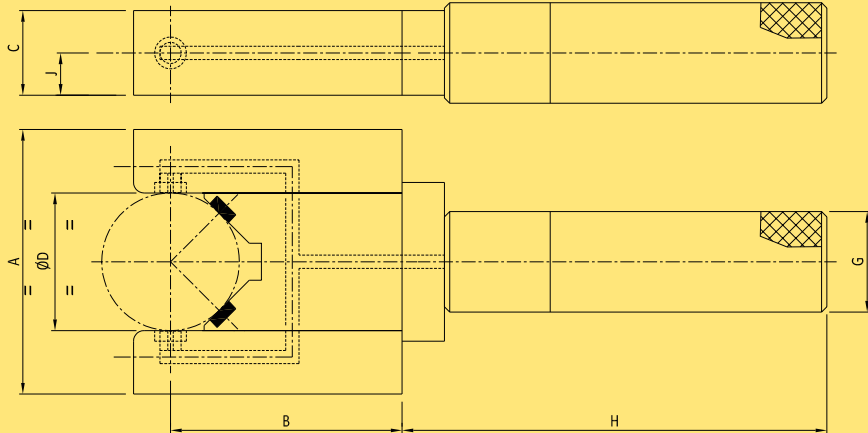 C
J
A
=
=
ØD
=
=
G
B
H